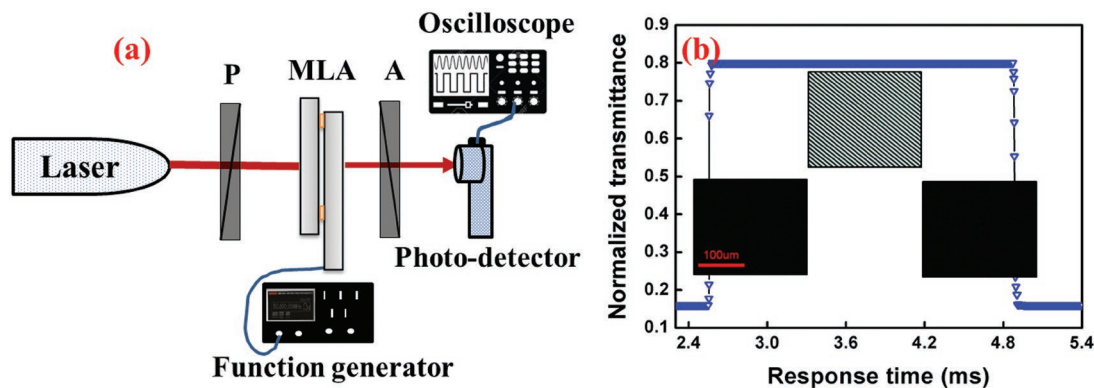 (a)
Oscilloscope
P
MLA
A
Laser
Photo-detector
Function generator
(b)
Normalized transmittance
0.9
0.8
0.7
0.6
0.5
0.4
0.3
0.2
0.1
100um
2.4 3.0 3.6 4.2 4.8 5.4
Response time (ms)